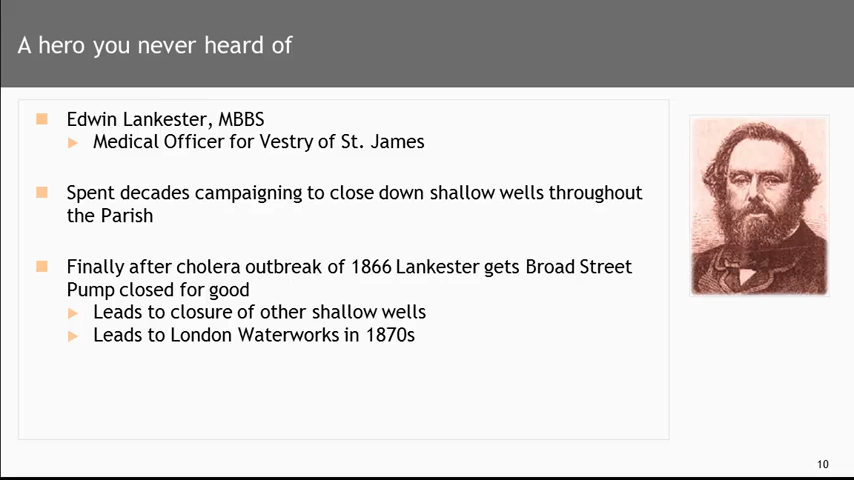 A hero you never heard of
Edwin Lankester, MBBS
Medical Officer for Vestry of St. James
Spent decades campaigning to close down shallow wells throughout
the Parish
Finally after cholera outbreak of 1866 Lankester gets Broad Street
Pump closed for good
Leads to closure of other shallow wells
Leads to London Waterworks in 1870s
10